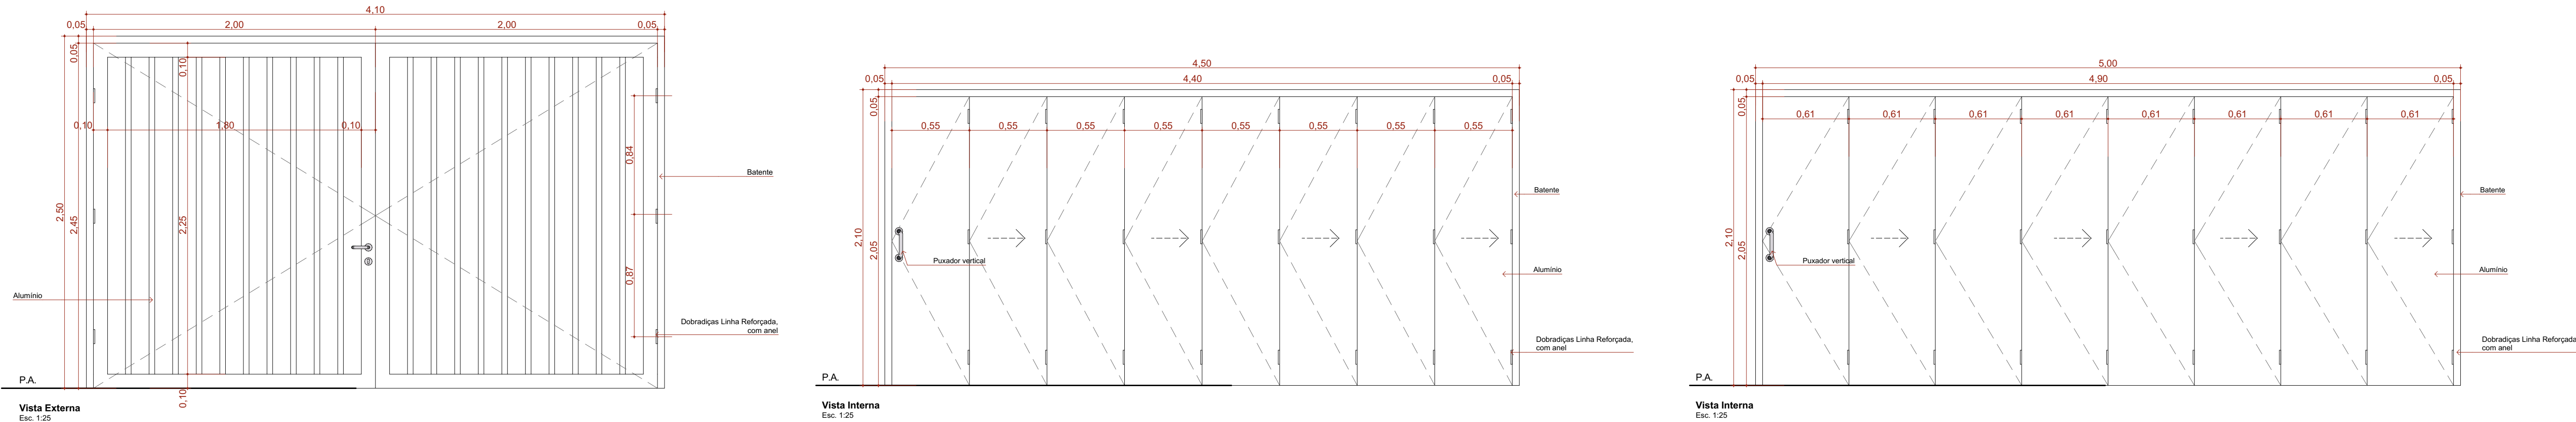 4,10
0,05
2,00
2,00
0,05
0,05
0,10
0,10
1,80
0,10
0,84
Batente
2,50
2,45
2,25
0,87
Alumínio
Dobradiças Linha Reforçada,
com anel
P.A.
0,10
Vista Externa
Esc. 1:25
4,50
0,05
4,40
0,05
0,05
0,55
0,55
0,55
0,55
0,55
0,55
0,55
0,55
Batente
2,10
2,05
Puxador vertical
Alumínio
Dobradiças Linha Reforçada,
com anel
P.A.
Vista Interna
Esc. 1:25
5,00
0,05
4,90
0,05
0,05
0,61
0,61
0,61
0,61
0,61
0,61
0,61
0,61
Batente
2,10
2,05
Puxador vertical
Alumínio
Dobradiças Linha Reforçada
com anel
P.A.
Vista Interna
Esc. 1:25